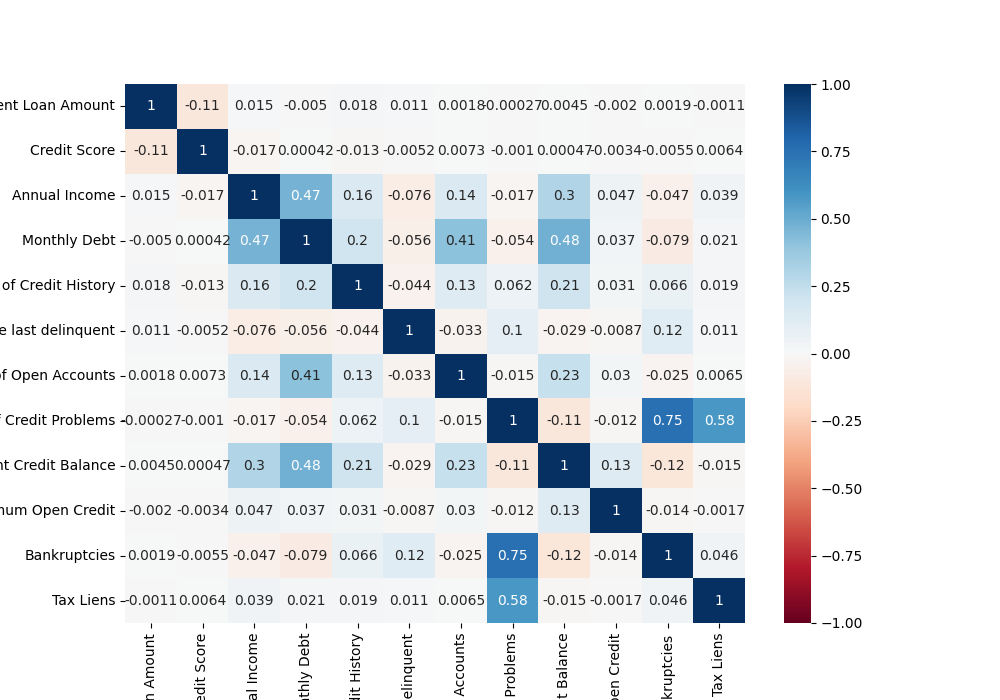 ent Loan Amount 1 -0.11 0.015 -0.005 0.018 0.011 0.0018 -0.00027 0.0045 -0.002 0.0019 -0.0011
Credit Score -0.11 1 -0.017 0.00042 -0.013 -0.0052 0.0073 -0.001 0.00047 -0.0034 -0.0055 0.0064
Annual Income 0.015 -0.017 1 0.47 0.16 -0.076 0.14 -0.017 0.3 0.047 -0.047 0.039
Monthly Debt -0.005 0.00042 0.47 1 0.2 -0.056 0.41 -0.054 0.48 0.037 -0.079 0.021
of Credit History 0.018 -0.013 0.16 0.2 1 -0.044 0.13 0.062 0.21 0.031 0.066 0.019
e last delinquent 0.011 -0.0052 -0.076 -0.056 -0.044 1 -0.033 0.1 -0.029 -0.0087 0.12 0.011
of Open Accounts 0.0018 0.0073 0.14 0.41 0.13 -0.033 1 -0.015 0.23 0.03 -0.025 0.0065
f Credit Problems -0.00027 -0.001 -0.017 -0.054 0.062 0.1 -0.015 1 -0.11 -0.012 0.75 0.58
nt Credit Balance 0.0045 0.00047 0.3 0.48 0.21 -0.029 0.23 -0.11 1 0.13 -0.12 -0.015
num Open Credit -0.002 -0.0034 0.047 0.037 0.031 -0.0087 0.03 -0.012 0.13 1 -0.014 -0.0017
Bankruptcies 0.0019 -0.0055 -0.047 -0.079 0.066 0.12 -0.025 0.75 -0.12 -0.014 1 0.046
Tax Liens -0.0011 0.0064 0.039 0.021 0.019 0.011 0.0065 0.58 -0.015 -0.0017 0.046 1
n Amount
edit Score
al Income
thly Debt
dit History
elinquent
Accounts
Problems
t Balance
en Credit
kruptcies
Tax Liens
1.00
0.75
0.50
0.25
0.00
−0.25
−0.50
−0.75
−1.00